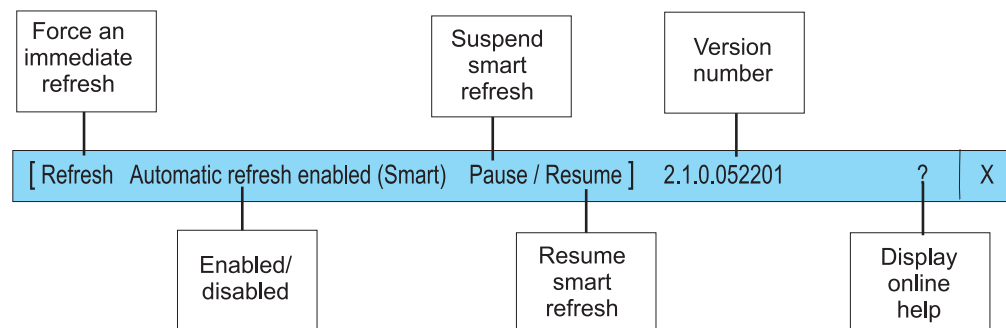 Force an
immediate
refresh
Suspend
smart
refresh
Version
number
[ Refresh Automatic refresh enabled (Smart) Pause / Resume ] 2.1.0.052201 ? X
Enabled/
disabled
Resume
smart
refresh
Display
online
help